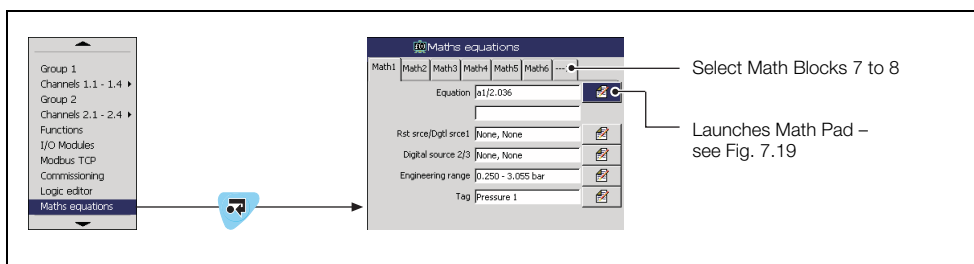 Group 1
Channels 1.1 - 1.4
Group 2
Channels 2.1 - 2.4
Functions
I/O Modules
Modbus TCP
Commissioning
Logic editor
Maths equations
Maths equations
Math1 Math2 Math3 Math4 Math5 Math6 ---
Equation a1/2.036
Rst srce/Dgtl srce1 None, None
Digital source 2/3 None, None
Engineering range 0.250 - 3.055 bar
Tag Pressure 1
Select Math Blocks 7 to 8
Launches Math Pad –
see Fig. 7.19